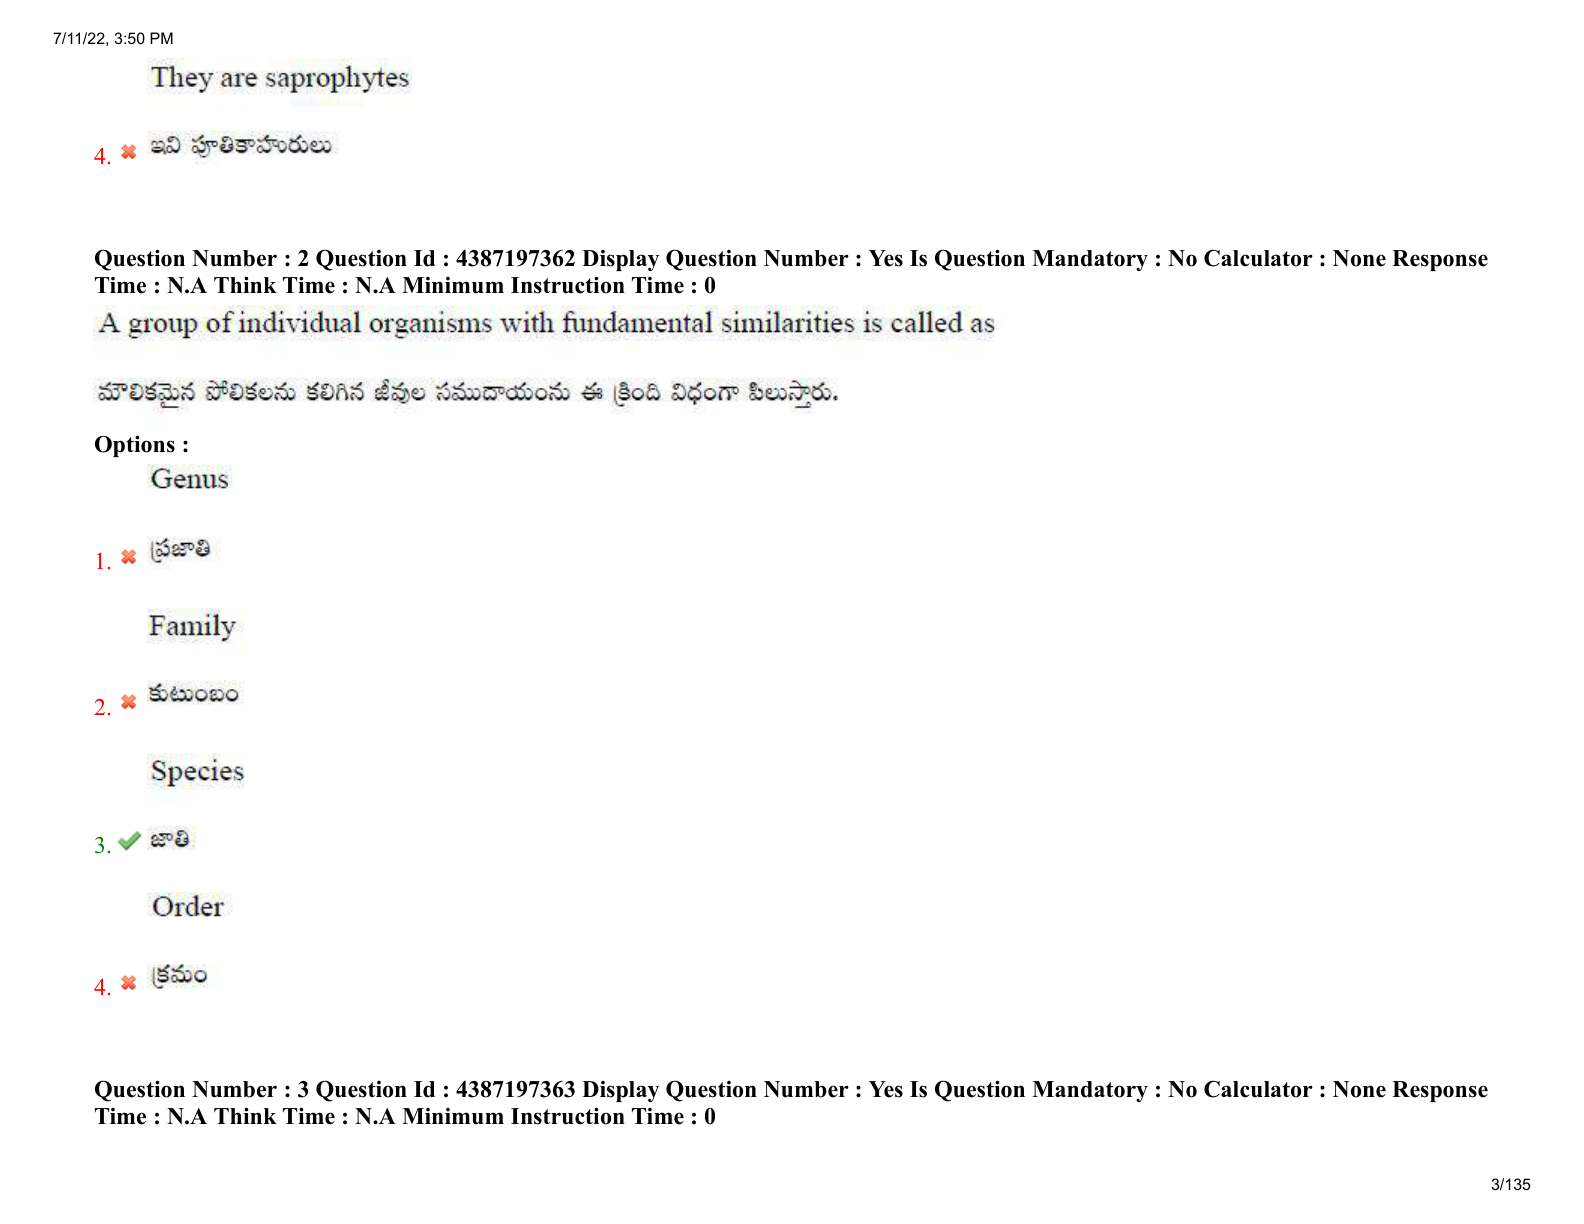 7/11/22, 3:50 PM
They are saprophytes
4. ఇవి పూతికాహారులు
Question Number : 2 Question Id : 4387197362 Display Question Number : Yes Is Question Mandatory : No Calculator : None Response
Time : N.A Think Time : N.A Minimum Instruction Time : 0
A group of individual organisms with fundamental similarities is called as
మౌలికమైన పోలికలను కలిగిన జీవుల సముదాయంను ఈ క్రింది విధంగా పిలుస్తారు.
Options :
Genus
1. ప్రజాతి
Family
2. కుటుంబం
Species
3. జాతి
Order
4. క్రమం
Question Number : 3 Question Id : 4387197363 Display Question Number : Yes Is Question Mandatory : No Calculator : None Response
Time : N.A Think Time : N.A Minimum Instruction Time : 0
3/135